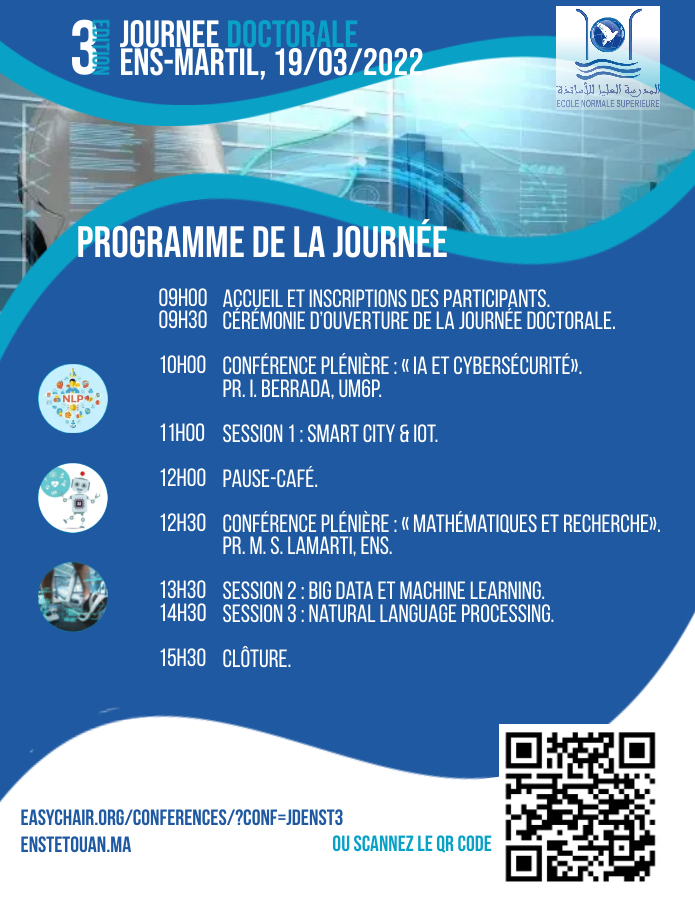 3 EDITION
JOURNEE DOCTORALE
ENS-MARTIL, 19/03/2022
المدرسة العليا للأساتذة
ECOLE NORMALE SUPERIEURE
PROGRAMME DE LA JOURNÉE
09H00 ACCUEIL ET INSCRIPTIONS DES PARTICIPANTS.
09H30 CÉRÉMONIE D'OUVERTURE DE LA JOURNÉE DOCTORALE.
10H00 CONFÉRENCE PLÉNIÈRE : « IA ET CYBERSÉCURITÉ».
PR. I. BERRADA, UM6P.
NLP
11H00 SESSION 1 : SMART CITY & IOT.
12H00 PAUSE-CAFÉ.
12H30 CONFÉRENCE PLÉNIÈRE : « MATHÉMATIQUES ET RECHERCHE».
PR. M. S. LAMARTI, ENS.
13H30 SESSION 2 : BIG DATA ET MACHINE LEARNING.
14H30 SESSION 3 : NATURAL LANGUAGE PROCESSING.
15H30 CLÔTURE.
EASYCHAIR.ORG/CONFERENCES/?CONF=JDENST3
ENSTETOUAN.MA
OU SCANNEZ LE QR CODE